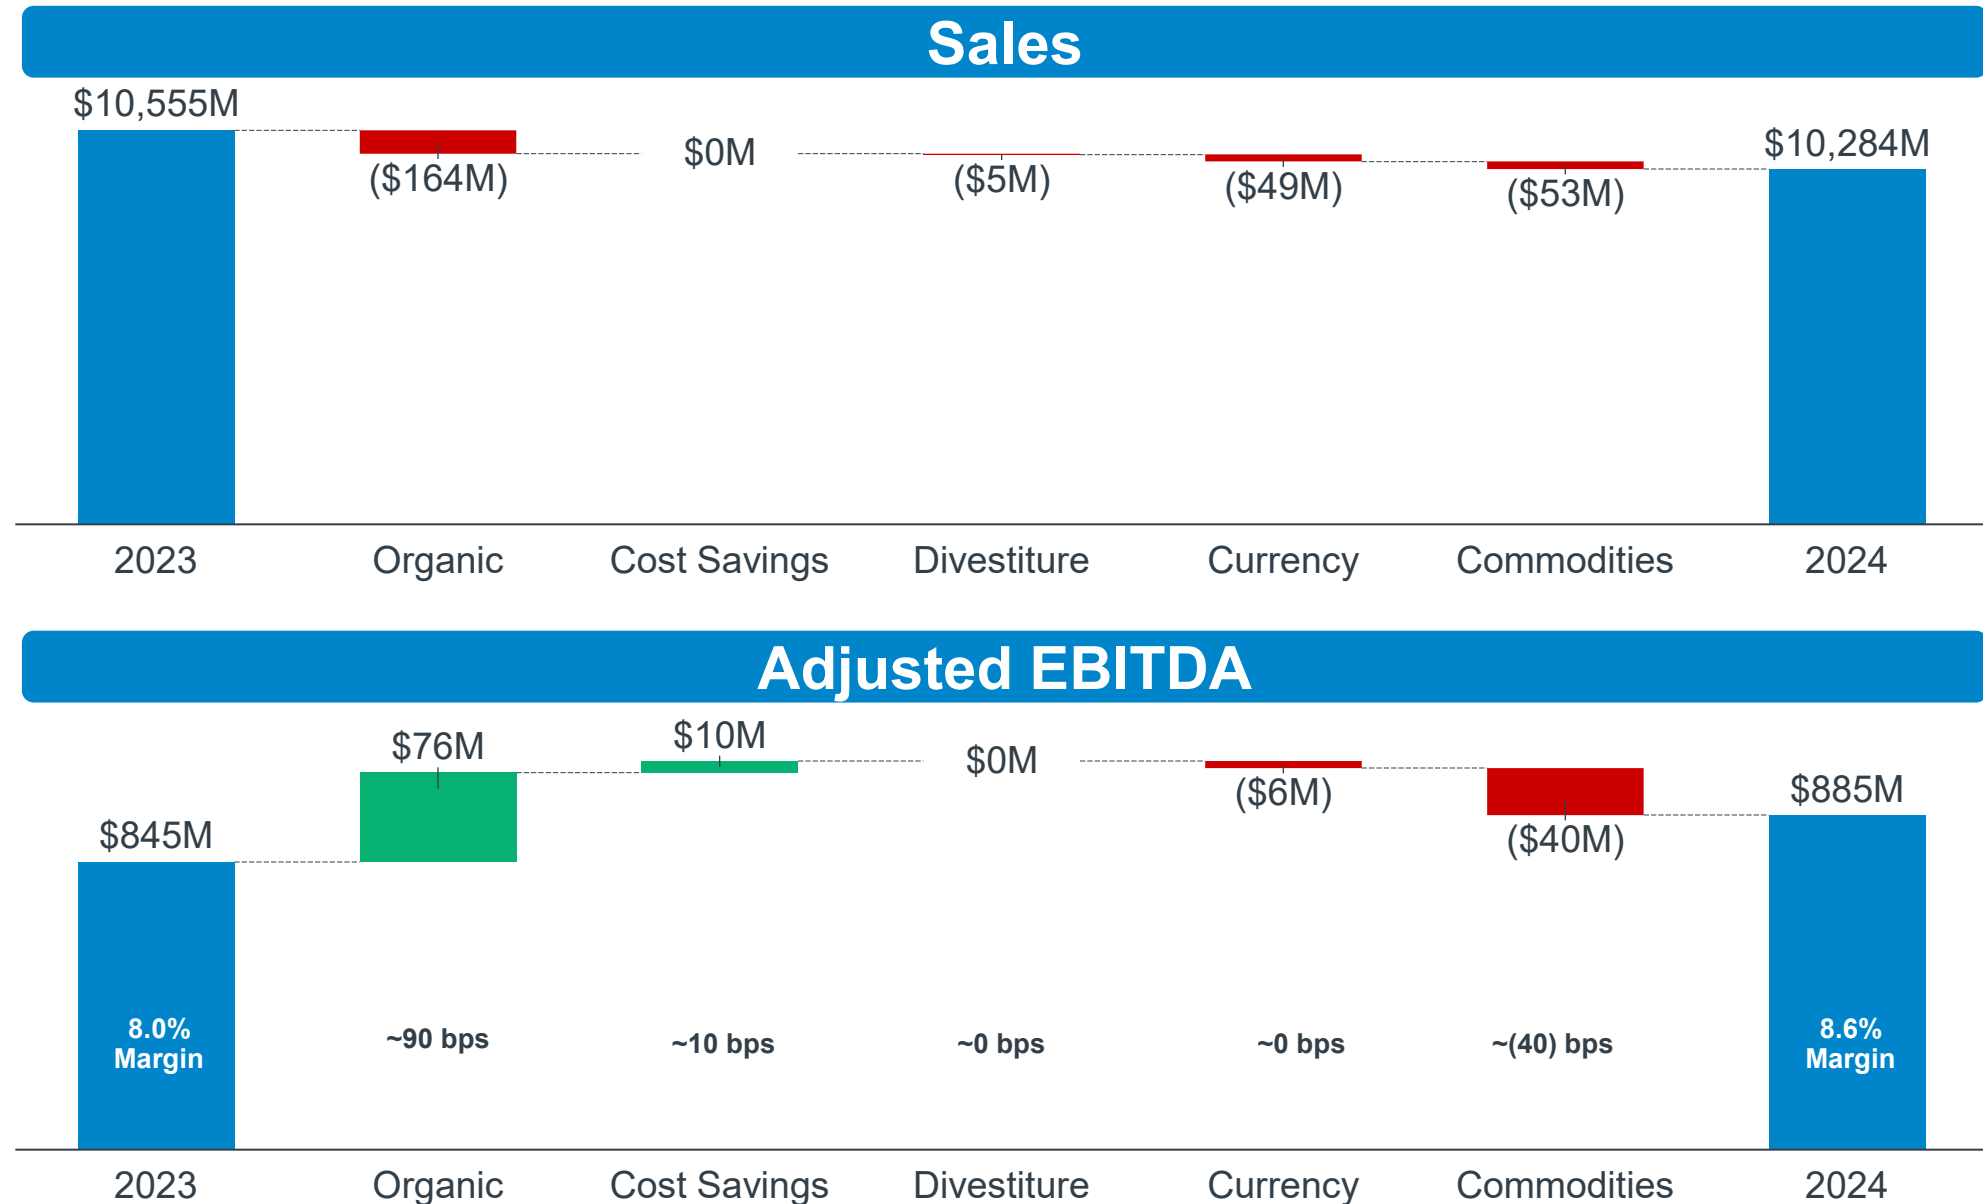 Sales
$10,555M
($164M)
$0M
($5M)
($49M)
($53M)
$10,284M
2023
Organic
Cost Savings
Divestiture
Currency
Commodities
2024
Adjusted EBITDA
$845M
$76M
$10M
$0M
($6M)
($40M)
$885M
8.0%
Margin
~90 bps
~10 bps
~0 bps
~0 bps
~(40) bps
8.6%
Margin
2023
Organic
Cost Savings
Divestiture
Currency
Commodities
2024